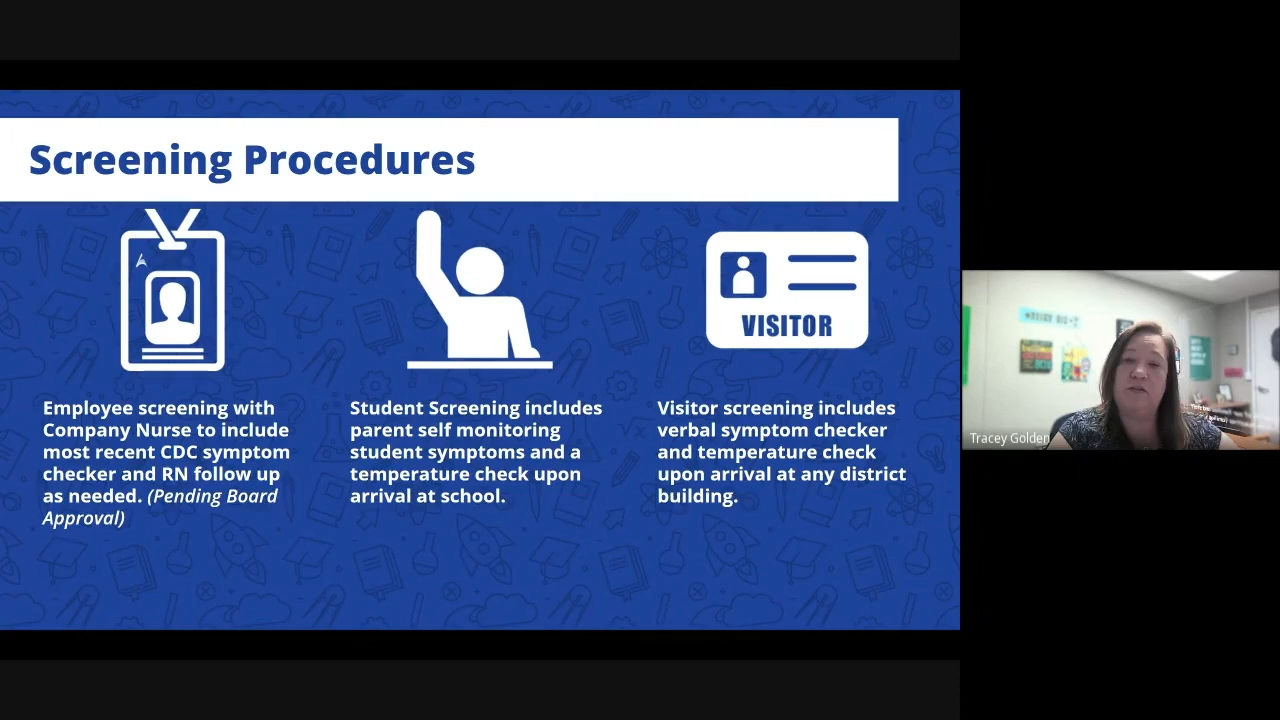 Screening Procedures
VISITOR
Employee screening with
Company Nurse to include
most recent CDC symptom
checker and RN follow up
as needed. (Pending Board
Approval)
Student Screening includes
parent self monitoring
student symptoms and a
temperature check upon
arrival at school.
Visitor screening includes
verbal symptom checker
and temperature check
upon arrival at any district
building.
Tracey Golden